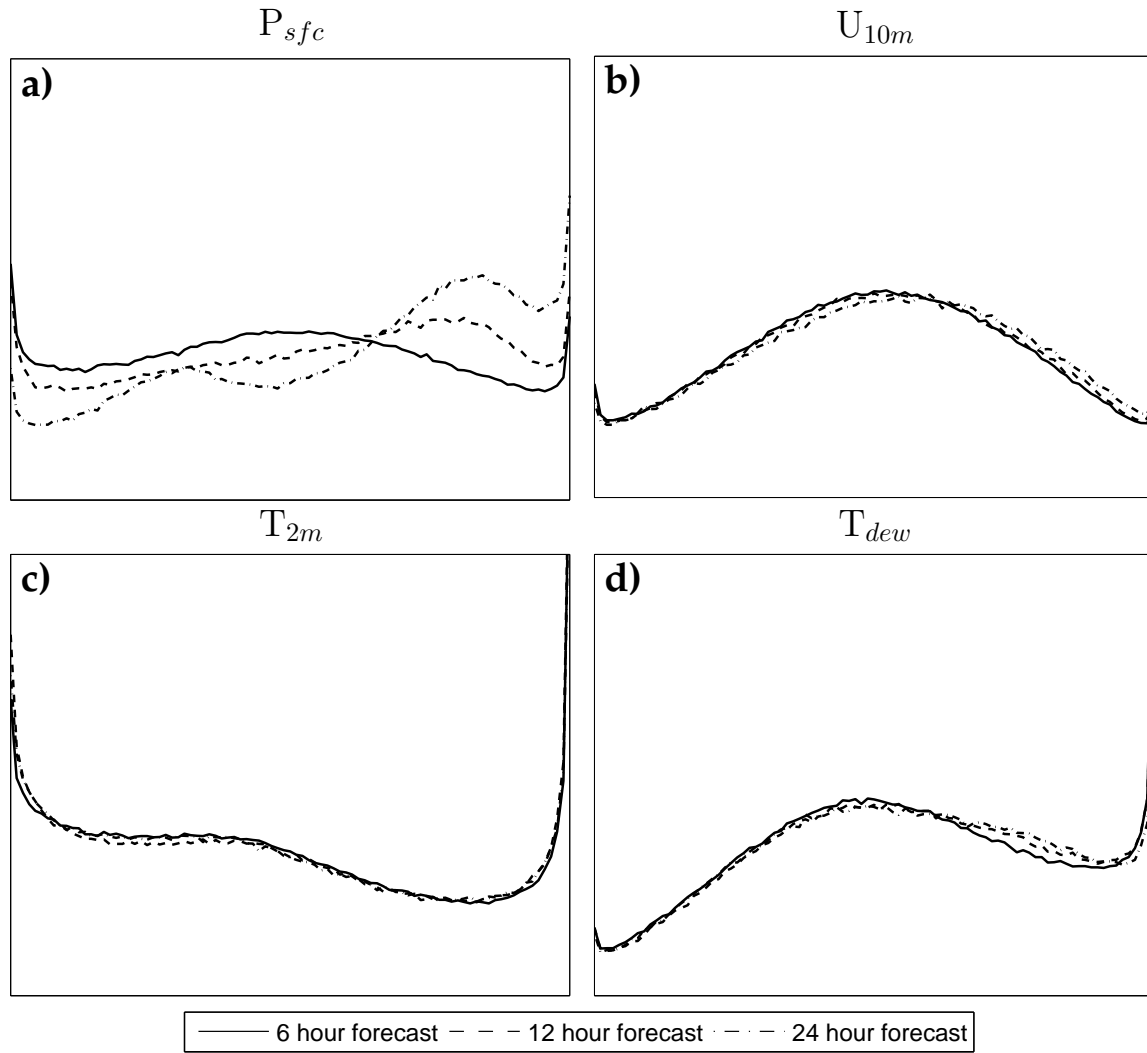 P_sfc
U_10m
a)
b)
T_2m
T_dew
c)
d)
6 hour forecast
12 hour forecast
24 hour forecast